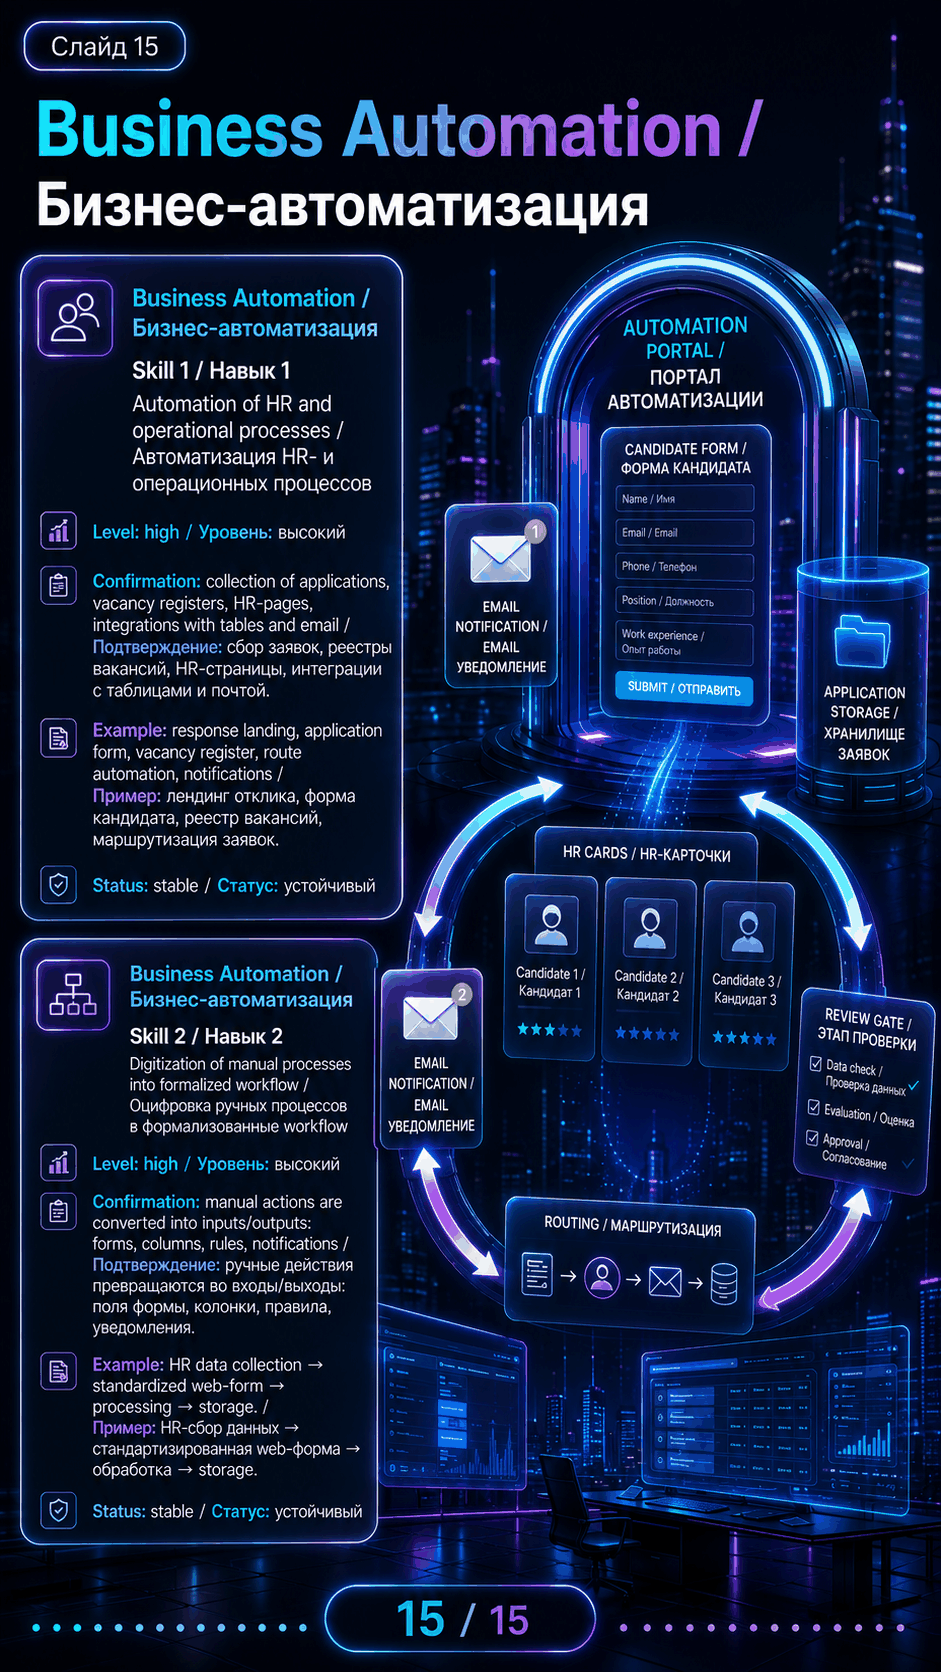 Слайд 15
Business Automation /
Бизнес-автоматизация
Business Automation /
Бизнес-автоматизация
Skill 1 / Навык 1
Automation of HR and
operational processes /
Автоматизация HR- и
операционных процессов
Level: high / Уровень: высокий
Confirmation: collection of applications,
vacancy registers, HR-pages,
integrations with tables and email /
Подтверждение: сбор заявок, реестры
вакансий, HR-страницы, интеграции
с таблицами и почтой.
Example: response landing, application
form, vacancy register, route
automation, notifications /
Пример: лендинг отклика, форма
кандидата, реестр вакансий,
маршрутизация заявок.
Status: stable / Статус: устойчивый
Business Automation /
Бизнес-автоматизация
Skill 2 / Навык 2
Digitization of manual processes
into formalized workflow /
Оцифровка ручных процессов
в формализованные workflow
Level: high / Уровень: высокий
Confirmation: manual actions are
converted into inputs/outputs:
forms, columns, rules, notifications /
Подтверждение: ручные действия
превращаются во входы/выходы:
поля формы, колонки, правила,
уведомления.
Example: HR data collection →
standardized web-form →
processing → storage. /
Пример: HR-сбор данных →
стандартизированная web-форма →
обработка → storage.
Status: stable / Статус: устойчивый
AUTOMATION
PORTAL /
ПОРТАЛ
АВТОМАТИЗАЦИИ
CANDIDATE FORM /
ФОРМА КАНДИДАТА
Name / Имя
Email / Email
Phone / Телефон
Position / Должность
Work experience /
Опыт работы
SUBMIT / ОТПРАВИТЬ
1
EMAIL
NOTIFICATION /
EMAIL
УВЕДОМЛЕНИЕ
APPLICATION
STORAGE /
ХРАНИЛИЩЕ
ЗАЯВОК
HR CARDS / HR-КАРТОЧКИ
Candidate 1 /
Кандидат 1
Candidate 2 /
Кандидат 2
Candidate 3 /
Кандидат 3
2
EMAIL
NOTIFICATION /
EMAIL
УВЕДОМЛЕНИЕ
REVIEW GATE /
ЭТАП ПРОВЕРКИ
Data check /
Проверка данных
Evaluation / Оценка
Approval /
Согласование
ROUTING / МАРШРУТИЗАЦИЯ
15 / 15